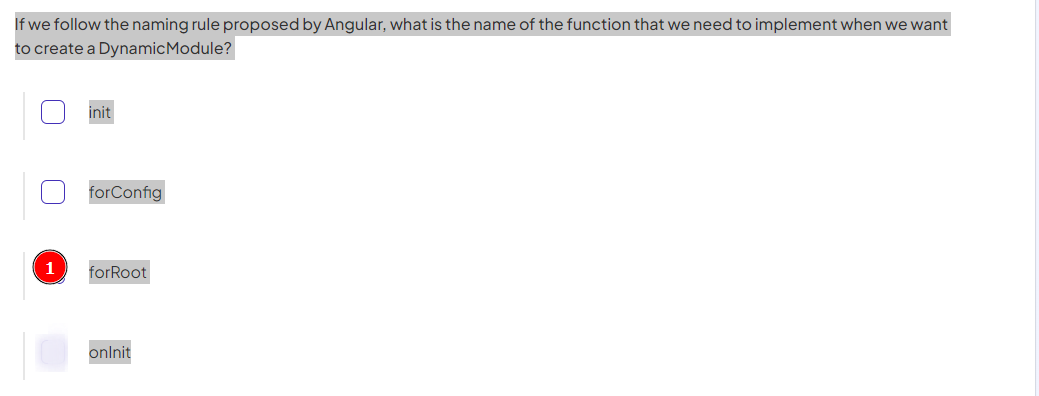 If we follow the naming rule proposed by Angular, what is the name of the function that we need to implement when we want
to create a DynamicModule?
init
forConfig
1
forRoot
onInit